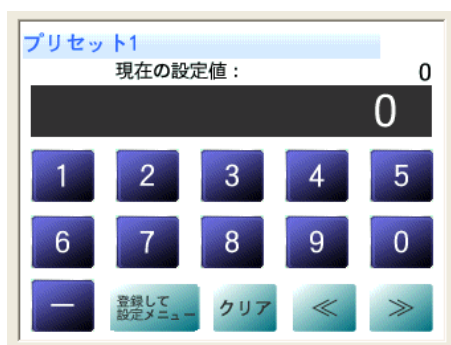 プリセット1
現在の設定値： 0
0
1 2 3 4 5
6 7 8 9 0
－ 登録して
設定メニュー クリア ≪ ≫